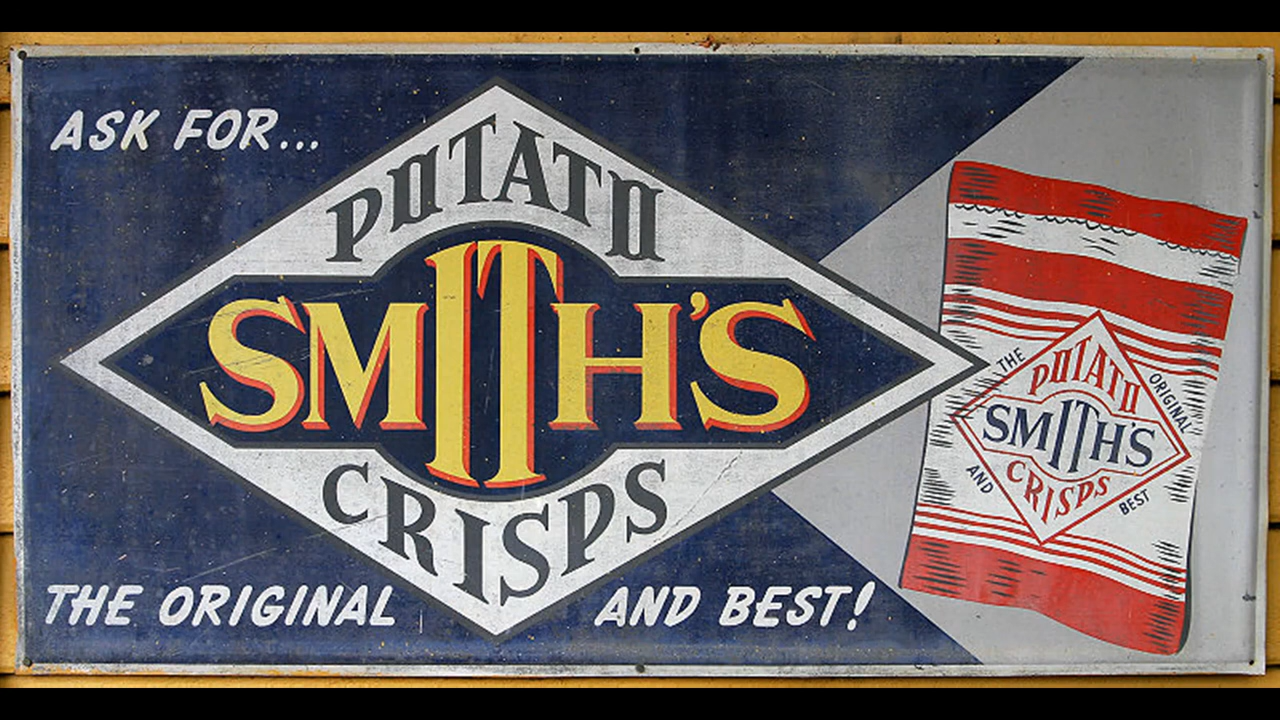 ASK FOR...
POTATO
SMITH'S
CRISPS
THE ORIGINAL AND BEST!
THE ORIGINAL
POTATO
SMITH'S
CRISPS
AND BEST